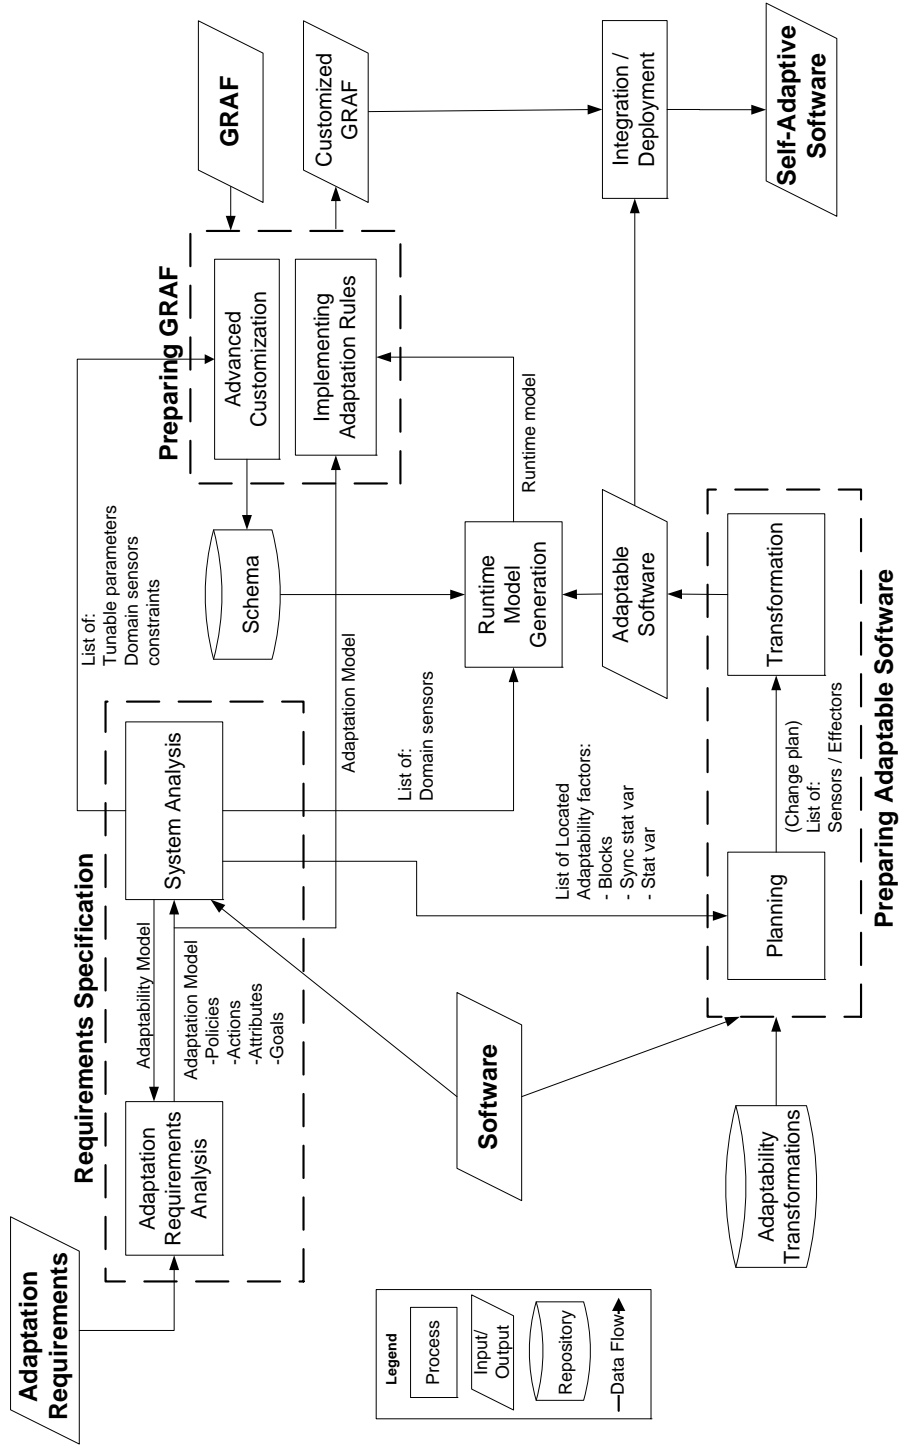 Adaptation
Requirements
Requirements Specification
Adaptation
Requirements
Analysis
Adaptability Model
Adaptation Model
-Policies
-Actions
-Attributes
-Goals
System Analysis
List of:
Tunable parameters
Domain sensors
constraints
Preparing GRAF
Advanced
Customization
Implementing
Adaptation Rules
GRAF
Customized
GRAF
Schema
Adaptation Model
List of:
Domain sensors
Runtime
Model
Generation
Runtime model
Software
List of Located
Adaptability factors:
- Blocks
- Sync stat var
- Stat var
Adaptable
Software
Integration /
Deployment
Self-Adaptive
Software
Adaptability
Transformations
Planning
(Change plan)
List of:
Sensors / Effectors
Transformation
Preparing Adaptable Software
Legend
Process
Input/
Output
Repository
Data Flow